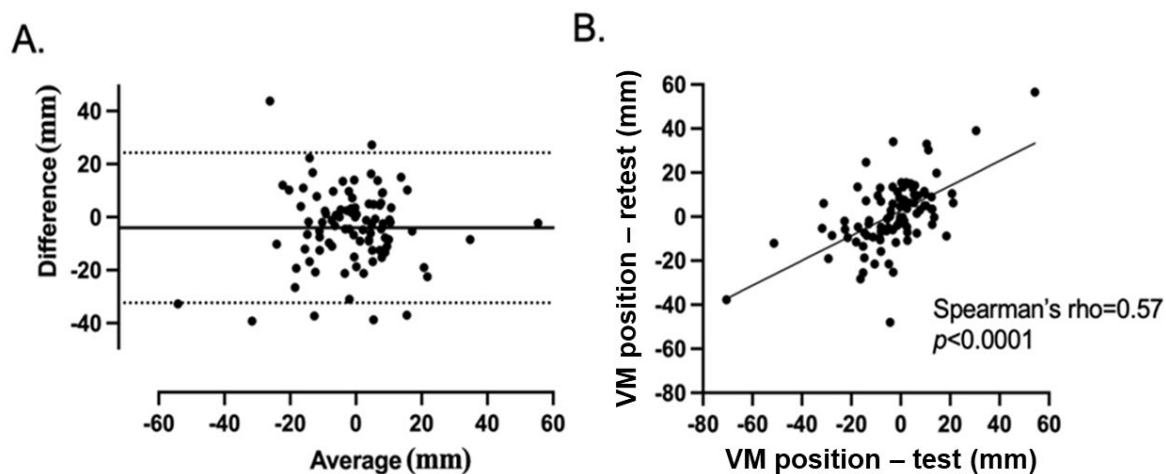 A.
Difference (mm)
40
20
0
-20
-40
-60 -40 -20 0 20 40 60
Average (mm)
B.
VM position – retest (mm)
60
40
20
0
-20
-40
-60
-80
Spearman's rho=0.57
p<0.0001
-80 -60 -40 -20 0 20 40 60
VM position – test (mm)